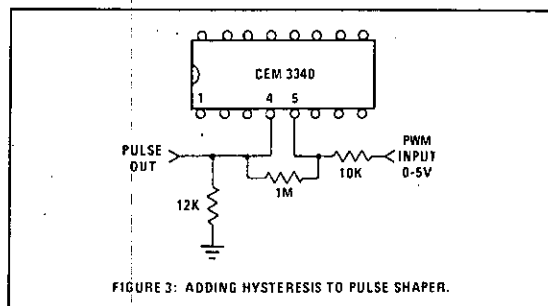 CEM 3340
1 4 5
PULSE
OUT
PWM
INPUT
0-5V
10K
1M
12K
FIGURE 3: ADDING HYSTERESIS TO PULSE SHAPER.